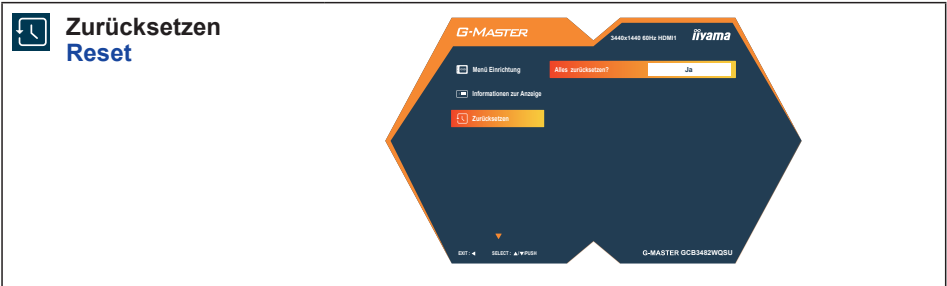 Zurücksetzen
Reset
G-MASTER
3440x1440 60Hz HDMI1
iiyama
Menü Einrichtung
Alles zurücksetzen?
Ja
Informationen zur Anzeige
Zurücksetzen
EXIT : ◀ SELECT : ▲/▼/PUSH
G-MASTER GCB3482WQSU